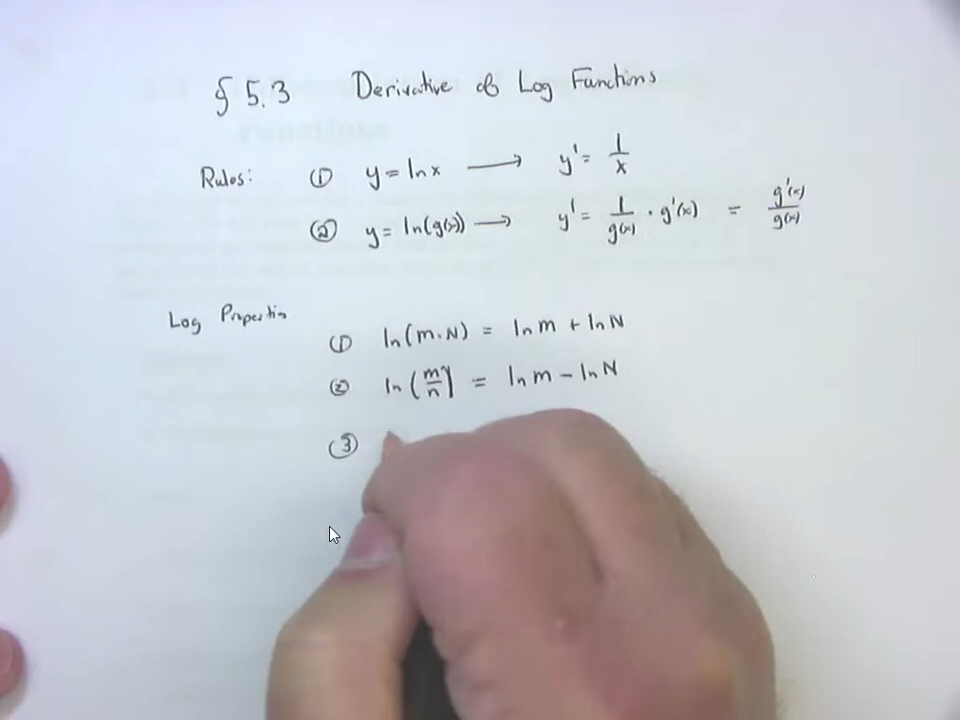 § 5.3 Derivative of Log Functions
Rules: ① y = ln x → y' = 1/x
② y = ln(g(x)) → y' = 1/g(x) · g'(x) = g'(x)/g(x)
Log Properties
① ln(m·N) = ln m + ln N
② ln(m/n) = ln m − ln N
③